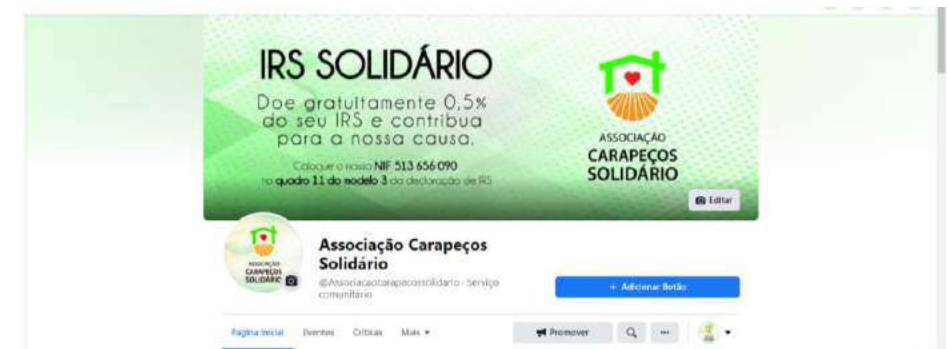 IRS SOLIDÁRIO
Doe gratuitamente 0,5%
do seu IRS e contribua
para a nossa causa.
Coloque o nosso NIF 513 656 090
no quadro 11 do modelo 3 da declaração de IRS
ASSOCIAÇÃO
CARAPEÇOS
SOLIDÁRIO
Editar
ASSOCIAÇÃO
CARAPEÇOS
SOLIDÁRIO
Associação Carapeços
Solidário
@Associacaocarapecossolidario · Serviço
comunitário
+ Adicionar Botão
Página inicial Eventos Críticas Mais
Promover